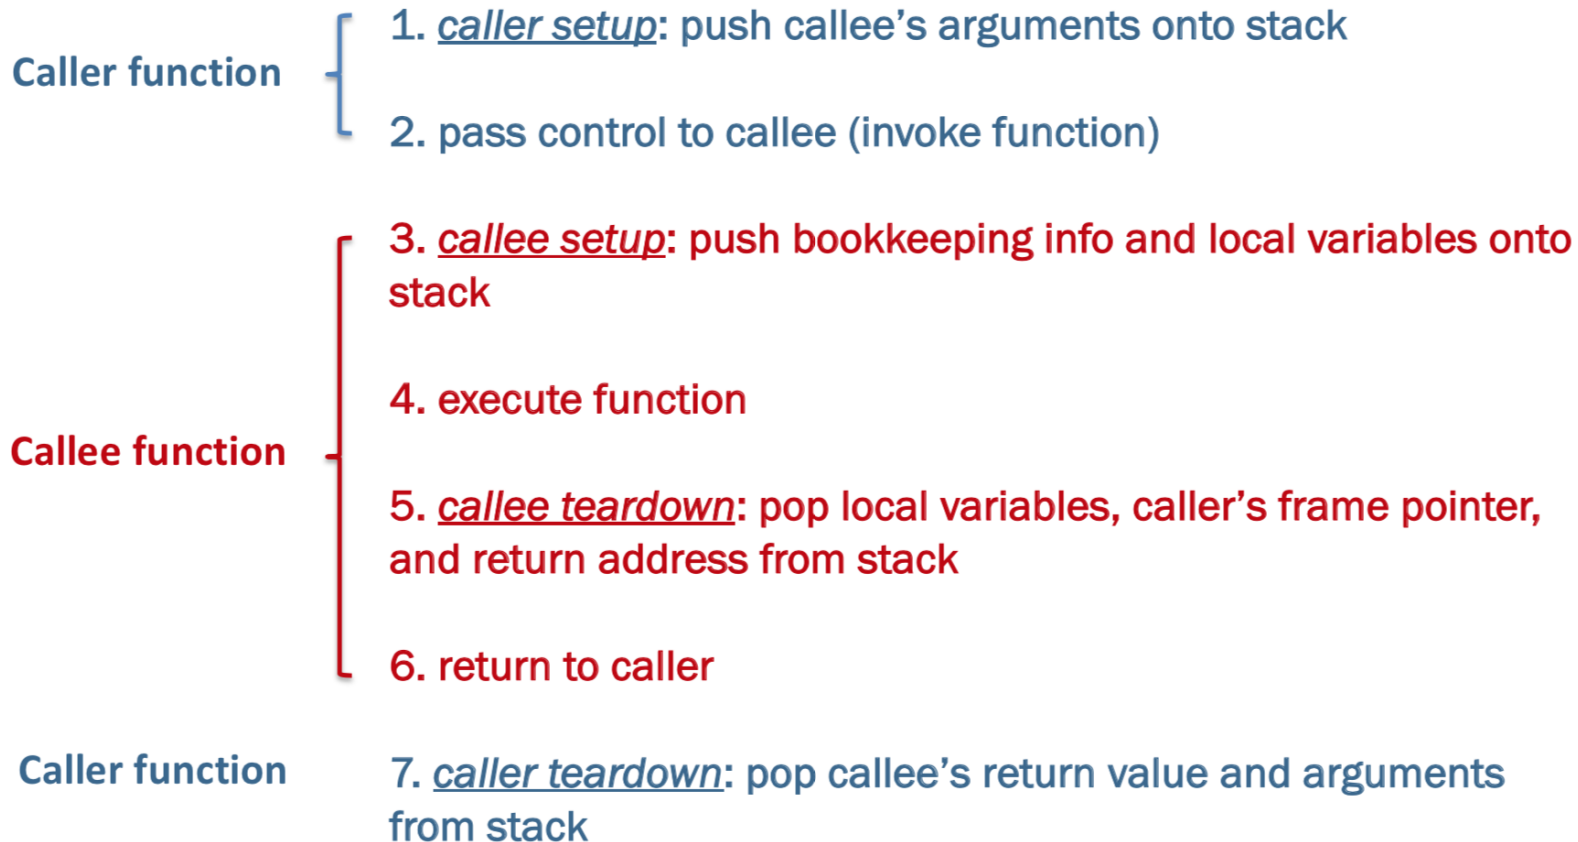 Caller function
1. caller setup: push callee’s arguments onto stack
2. pass control to callee (invoke function)
Callee function
3. callee setup: push bookkeeping info and local variables onto
stack
4. execute function
5. callee teardown: pop local variables, caller’s frame pointer,
and return address from stack
6. return to caller
Caller function
7. caller teardown: pop callee’s return value and arguments
from stack